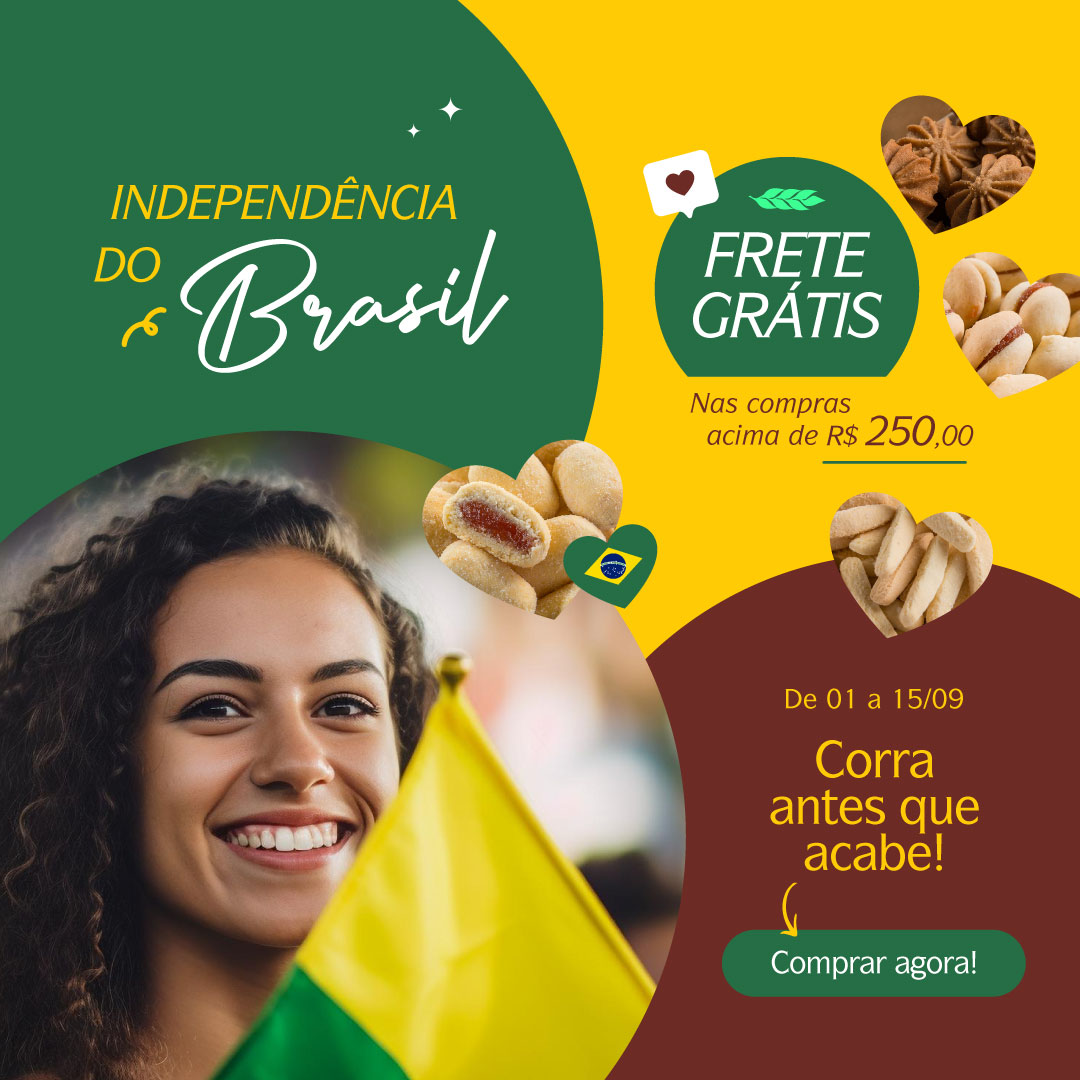 INDEPENDÊNCIA
DO Brasil
FRETE
GRÁTIS
Nas compras
acima de R$ 250,00
De 01 a 15/09
Corra
antes que
acabe!
Comprar agora!